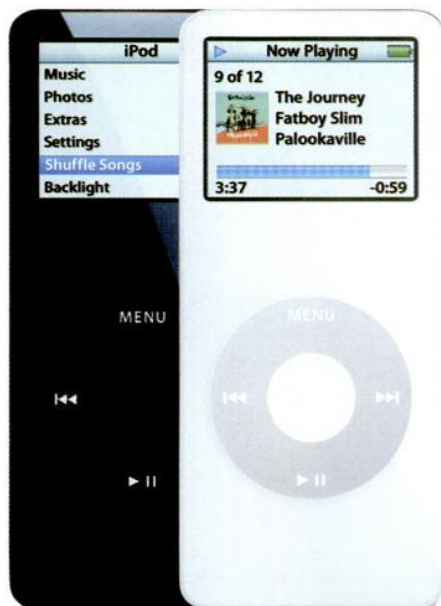 iPod
Music
Photos
Extras
Settings
Shuffle Songs
Backlight
MENU
Now Playing
9 of 12
The Journey
Fatboy Slim
Palookaville
3:37 -0:59
MENU